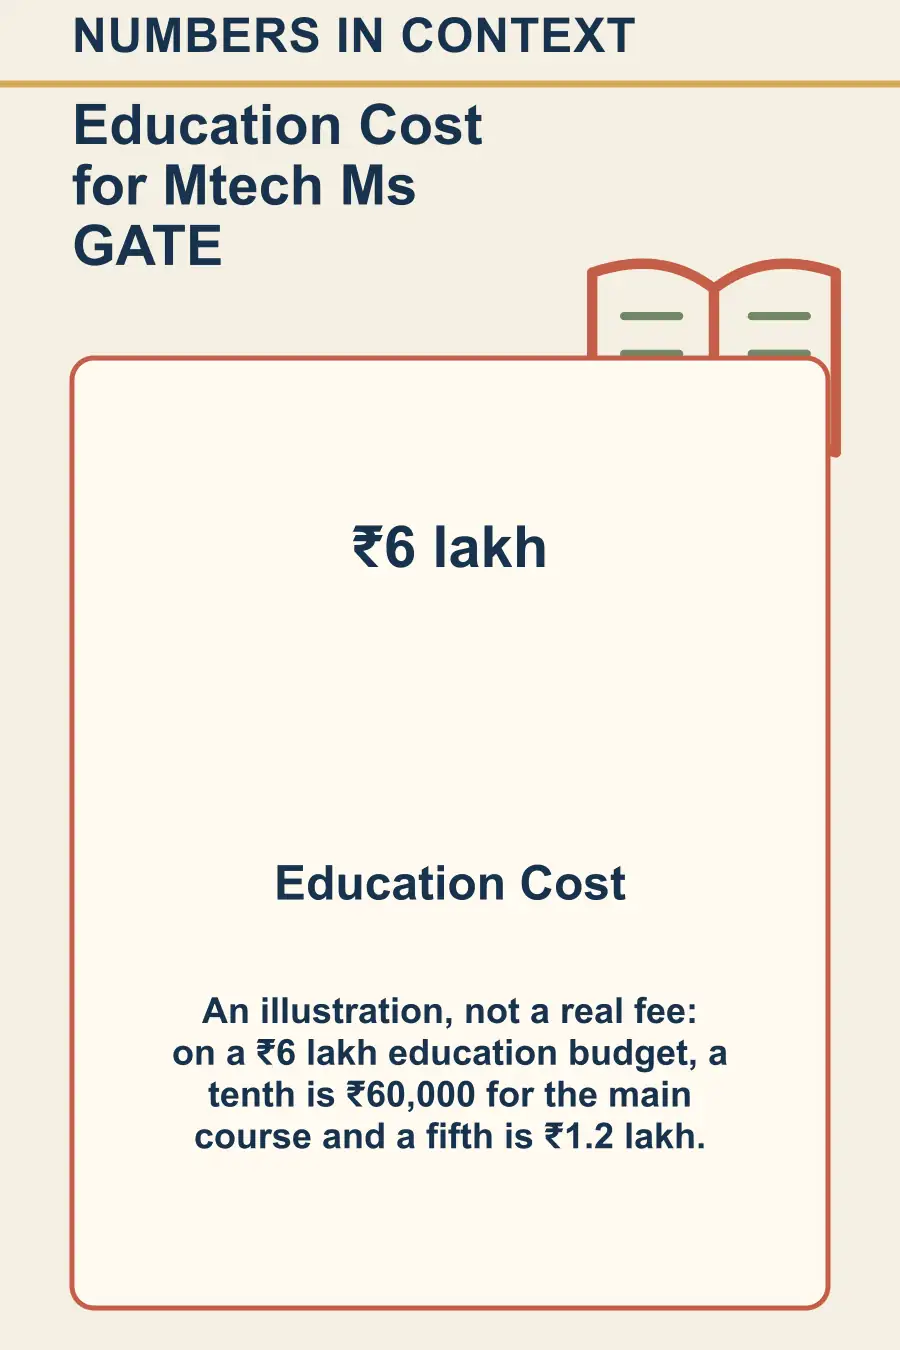 NUMBERS IN CONTEXT
Education Cost
for Mtech Ms
GATE
₹6 lakh
Education Cost
An illustration, not a real fee:
on a ₹6 lakh education budget, a
tenth is ₹60,000 for the main
course and a fifth is ₹1.2 lakh.